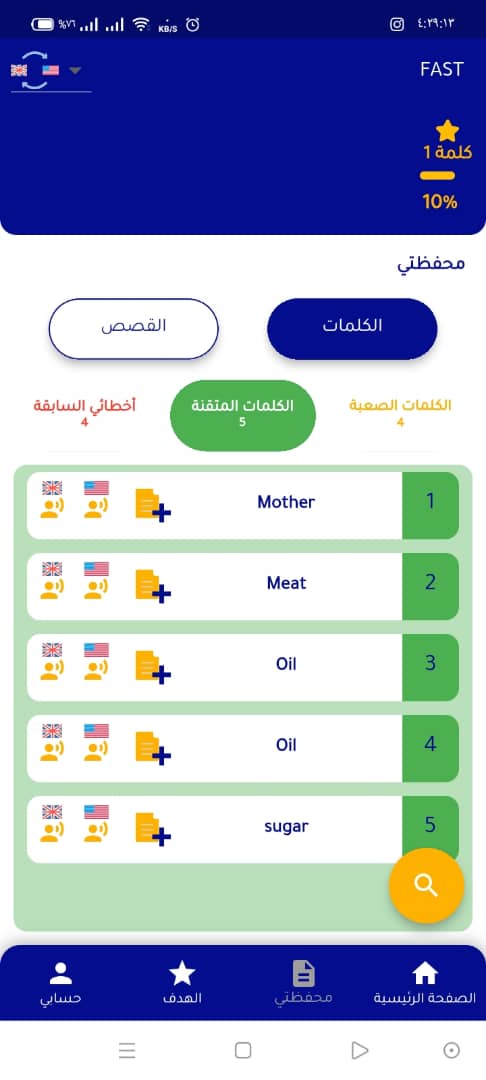 %٧٦
KB/S
٤:٢٩:١٣
FAST
كلمة 1
10%
محفظتي
الكلمات
القصص
الكلمات الصعبة
4
الكلمات المتقنة
5
أخطائي السابقة
4
1 Mother
2 Meat
3 Oil
4 Oil
5 sugar
الصفحة الرئيسية
محفظتي
الهدف
حسابي